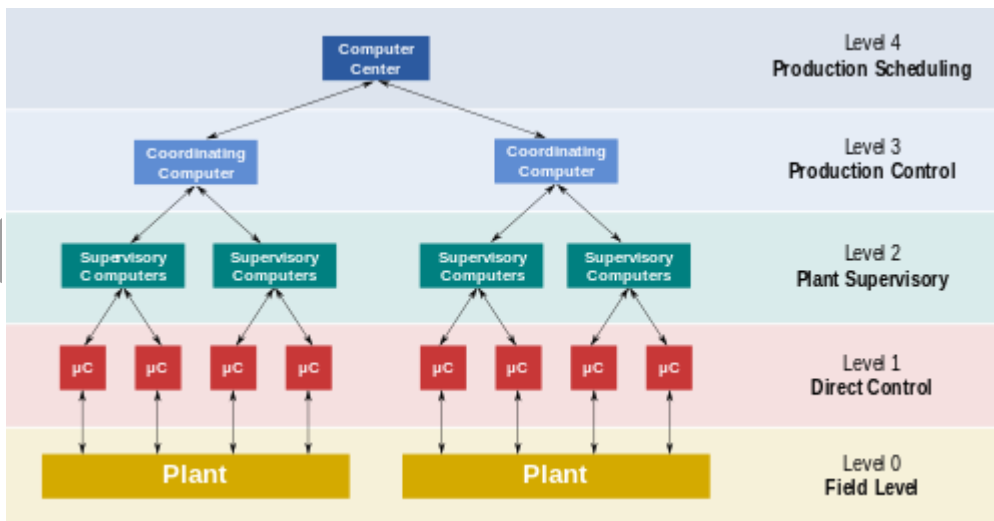 Computer
Center
Level 4
Production Scheduling
Coordinating
Computer
Coordinating
Computer
Level 3
Production Control
Supervisory
Computers
Supervisory
Computers
Supervisory
Computers
Supervisory
Computers
Level 2
Plant Supervisory
µC
µC
µC
µC
µC
µC
µC
µC
Level 1
Direct Control
Plant
Plant
Level 0
Field Level